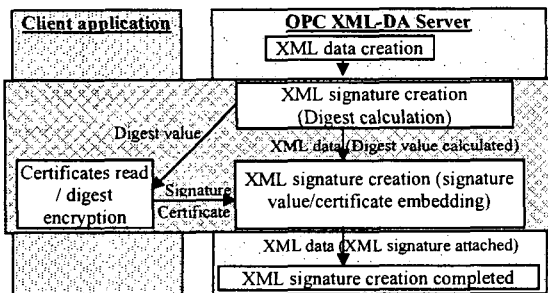 Client application
OPC XML-DA Server
XML data creation
XML signature creation
(Digest calculation)
Digest value
XML data (Digest value calculated)
Certificates read
/ digest
encryption
Signature
Certificate
XML signature creation (signature
value/certificate embedding)
XML data (XML signature attached)
XML signature creation completed